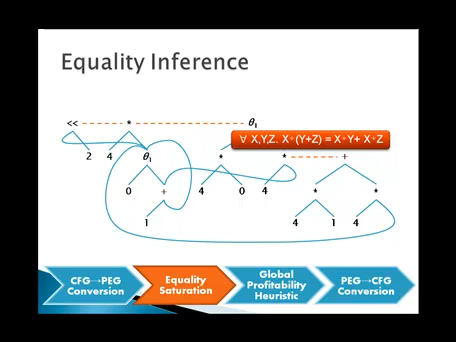 Equality Inference
<< * θ1
∀ X,Y,Z. X*(Y+Z) = X*Y+ X*Z
2 4 θ1 * * +
0 + 4 0 4 * *
1 4 1 4
CFG→PEG
Conversion
Equality
Saturation
Global
Profitability
Heuristic
PEG→CFG
Conversion